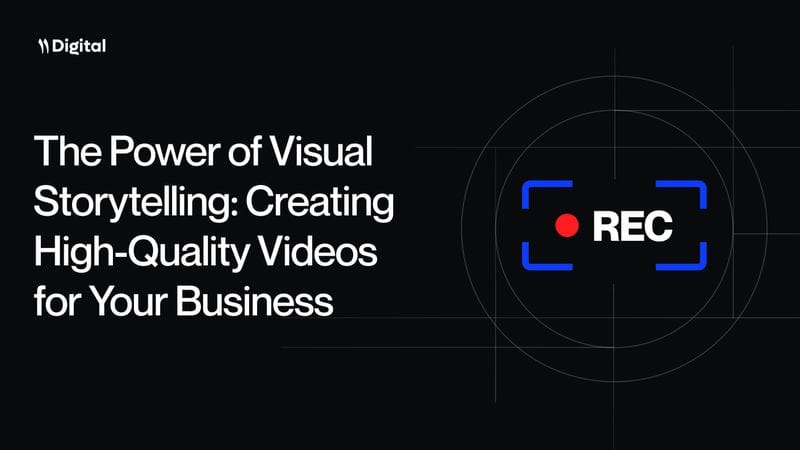 Digital
The Power of Visual
Storytelling: Creating
High-Quality Videos
for Your Business
REC